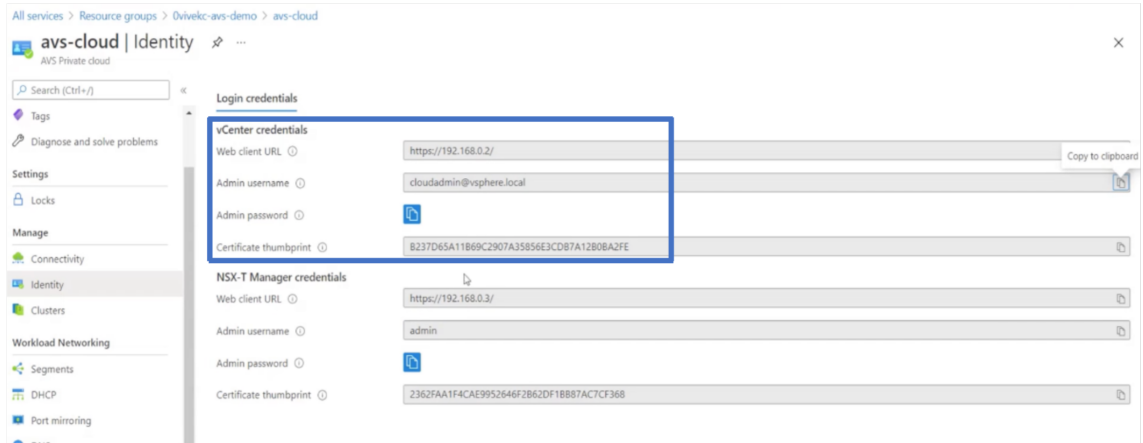 All services > Resource groups > 0vivekc-avs-demo > avs-cloud
avs-cloud | Identity
AVS Private cloud
Search (Ctrl+/)
Tags
Diagnose and solve problems
Settings
Locks
Manage
Connectivity
Identity
Clusters
Workload Networking
Segments
DHCP
Port mirroring
Login credentials
vCenter credentials
Web client URL https://192.168.0.2/
Copy to clipboard
Admin username cloudadmin@vsphere.local
Admin password
Certificate thumbprint B237D65A11B69C2907A35856E3CDB7A12B0BA2FE
NSX-T Manager credentials
Web client URL https://192.168.0.3/
Admin username admin
Admin password
Certificate thumbprint 2362FAA1F4CAE9952646F2B62DF1BB87AC7CF368